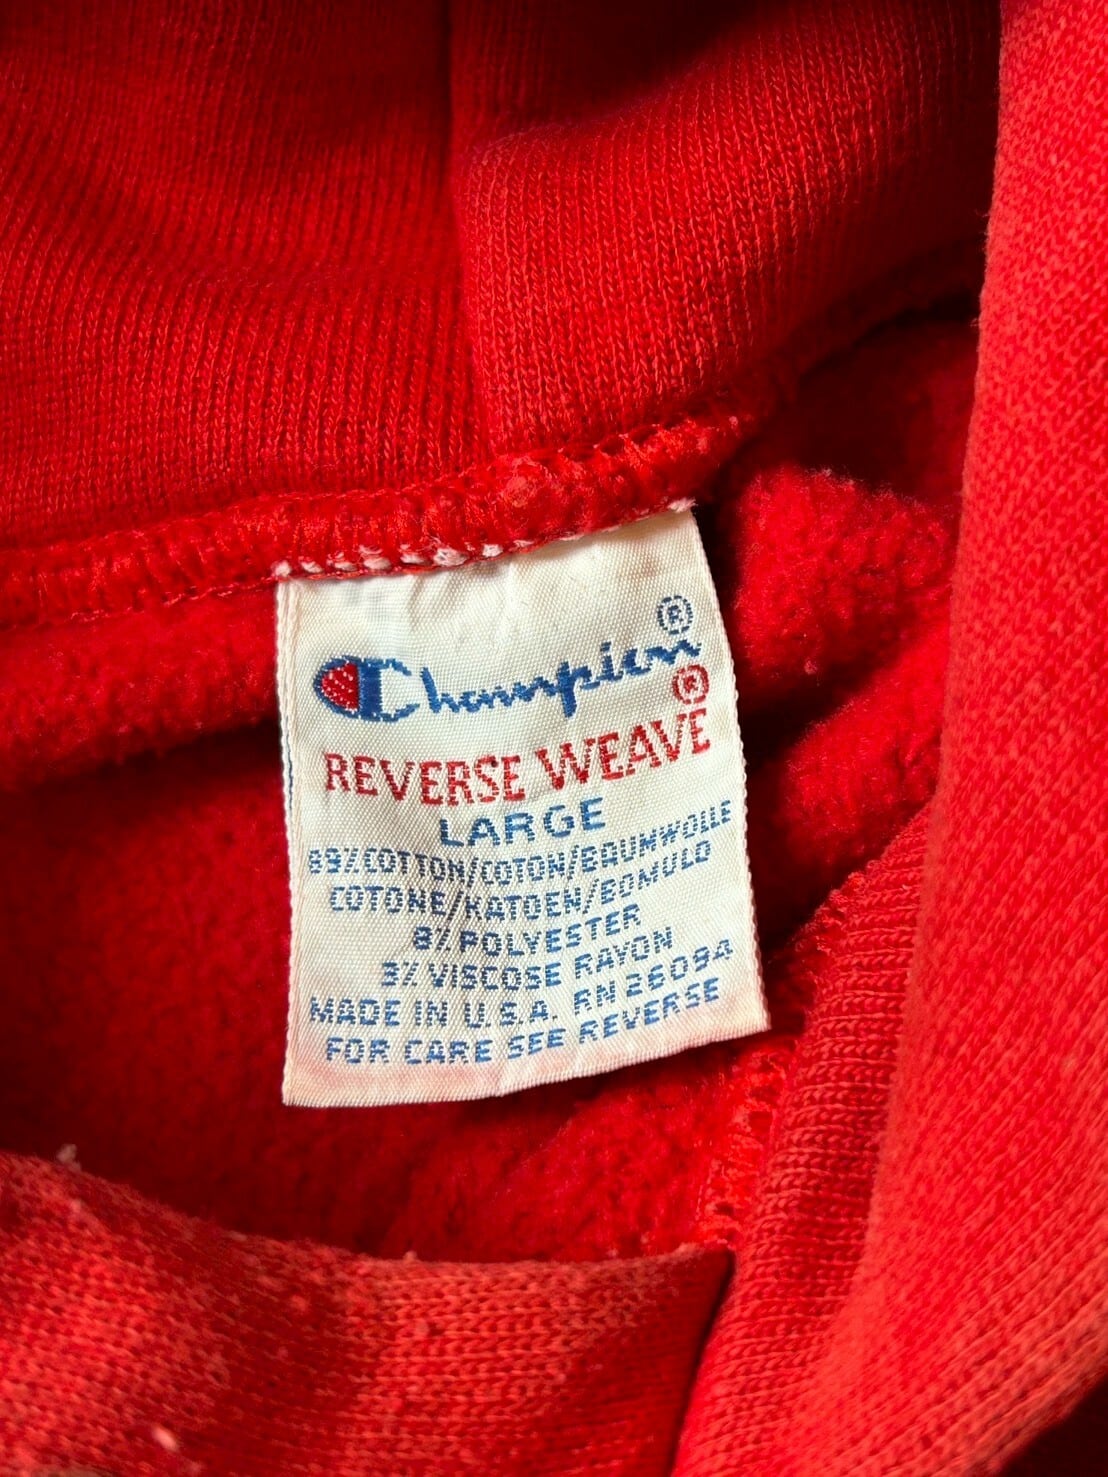 Champion®
REVERSE WEAVE®
LARGE
89% COTTON/COTON/BAUMWOLLE
COTONE/KATOEN/BOMULD
8% POLYESTER
3% VISCOSE RAYON
MADE IN U.S.A. RN 26094
FOR CARE SEE REVERSE